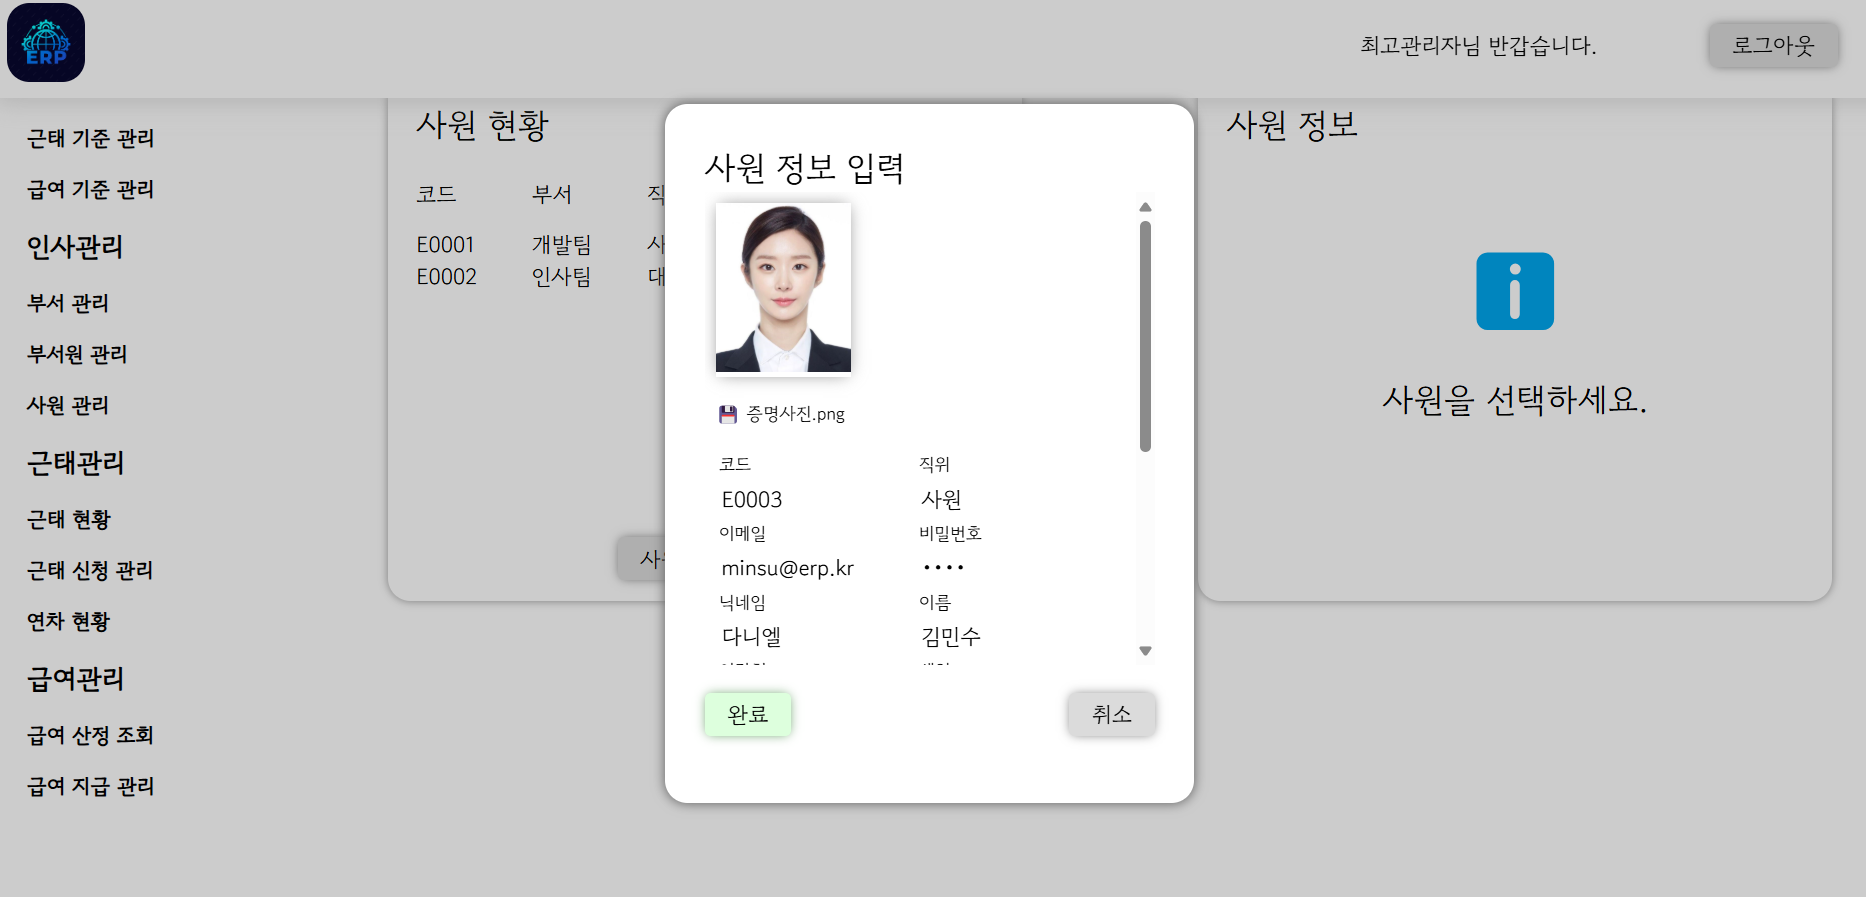 ERP
최고관리자님 반갑습니다.
로그아웃
근태 기준 관리
급여 기준 관리
인사관리
부서 관리
부서원 관리
사원 관리
근태관리
근태 현황
근태 신청 관리
연차 현황
급여관리
급여 산정 조회
급여 지급 관리
사원 현황
코드 부서 직
E0001 개발팀 사
E0002 인사팀 대
사원 정보 입력
증명사진.png
코드 직위
E0003 사원
이메일 비밀번호
minsu@erp.kr ••••
닉네임 이름
다니엘 김민수
완료 취소
사원 정보
사원을 선택하세요.